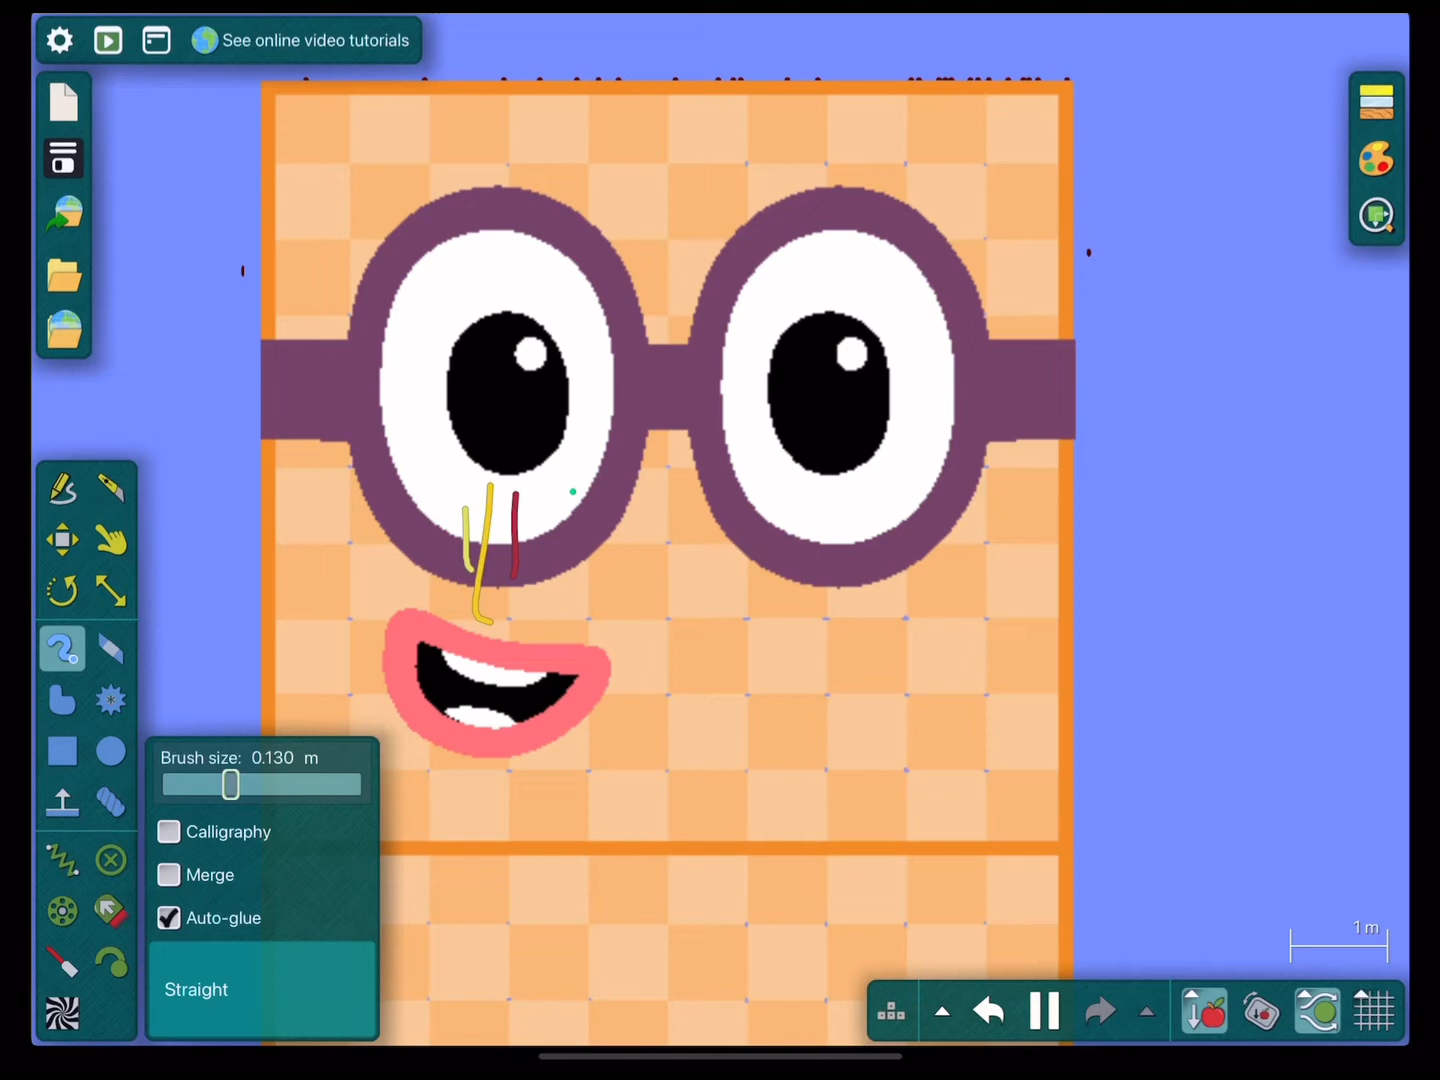 See online video tutorials
Brush size: 0.130 m
Calligraphy
Merge
Auto-glue
Straight
1 m